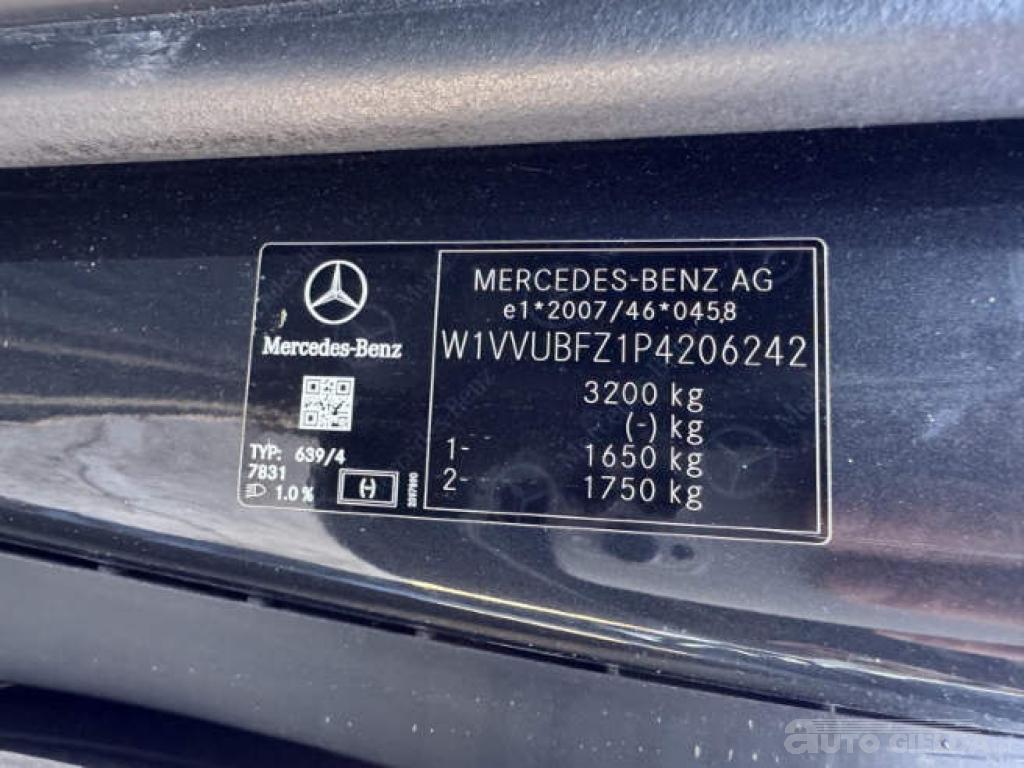 Mercedes-Benz
TYP: 639/4
7831
1.0 %
(-)
MERCEDES-BENZ AG
e1*2007/46*0458
W1VVUBFZ1P4206242
3200 kg
(-) kg
1- 1650 kg
2- 1750 kg